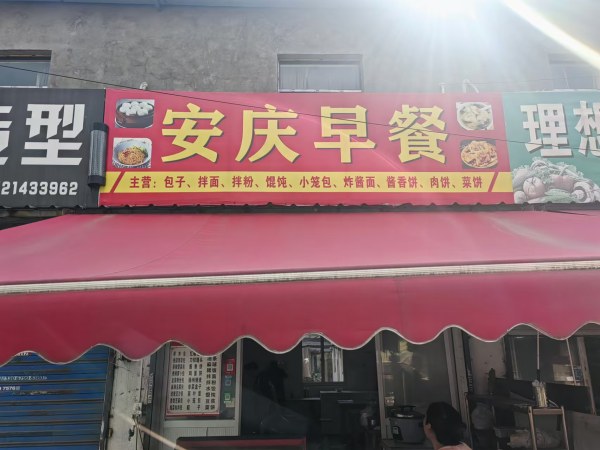 型
21433962
安庆早餐
主营：包子、拌面、拌粉、馄饨、小笼包、炸酱面、酱香饼、肉饼、菜饼
理想